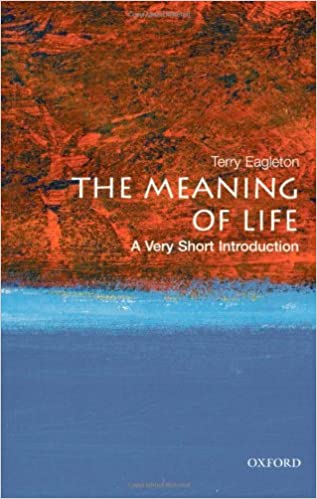 Terry Eagleton
THE MEANING
OF LIFE
A Very Short Introduction
OXFORD